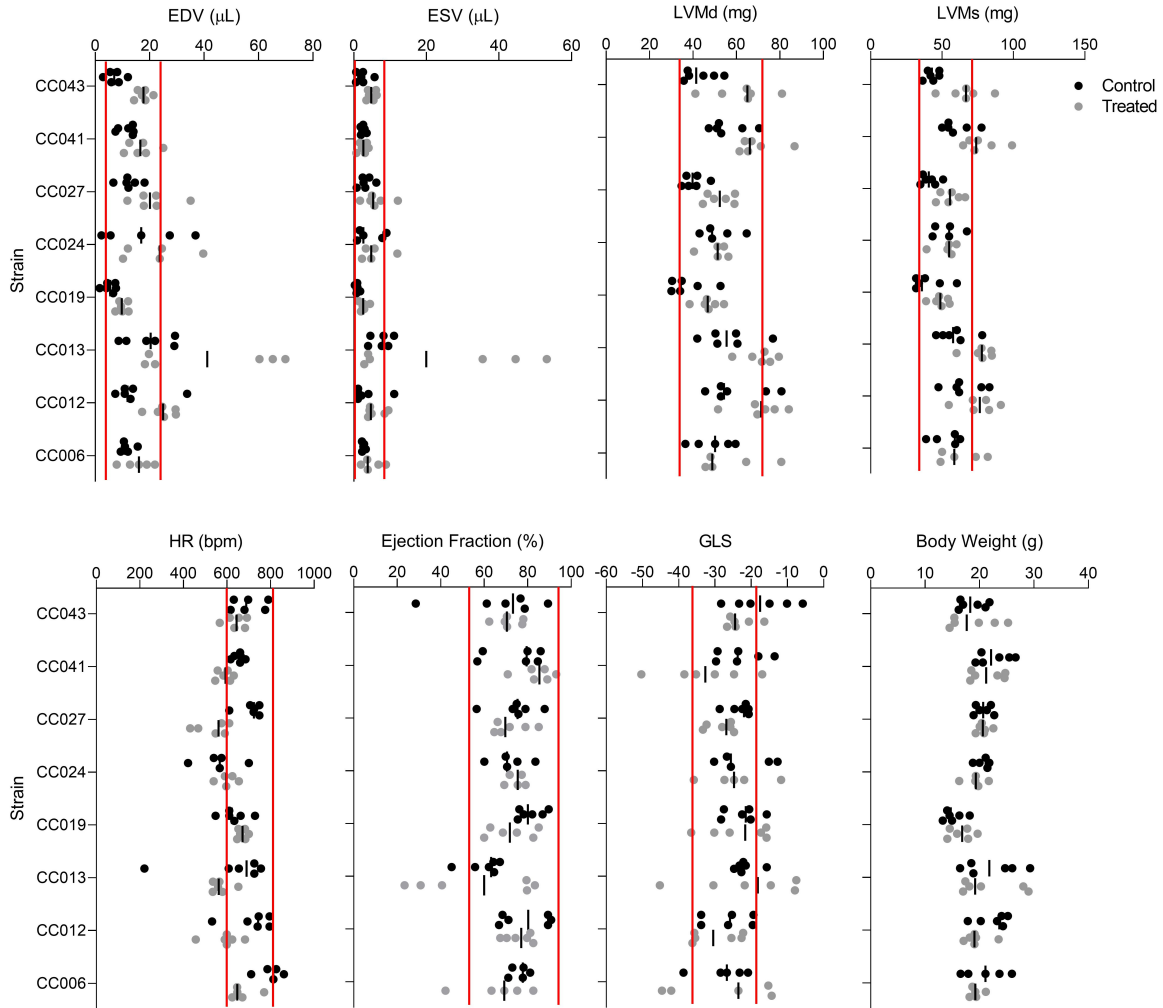 EDV (μL)
ESV (μL)
LVMd (mg)
LVMs (mg)
0 20 40 60 80
0 20 40 60
0 20 40 60 80 100
0 50 100 150
Control
Treated
Strain
CC043
CC041
CC027
CC024
CC019
CC013
CC012
CC006
HR (bpm)
Ejection Fraction (%)
GLS
Body Weight (g)
0 200 400 600 800 1000
0 20 40 60 80 100
-60 -50 -40 -30 -20 -10 0
0 10 20 30 40
Strain
CC043
CC041
CC027
CC024
CC019
CC013
CC012
CC006